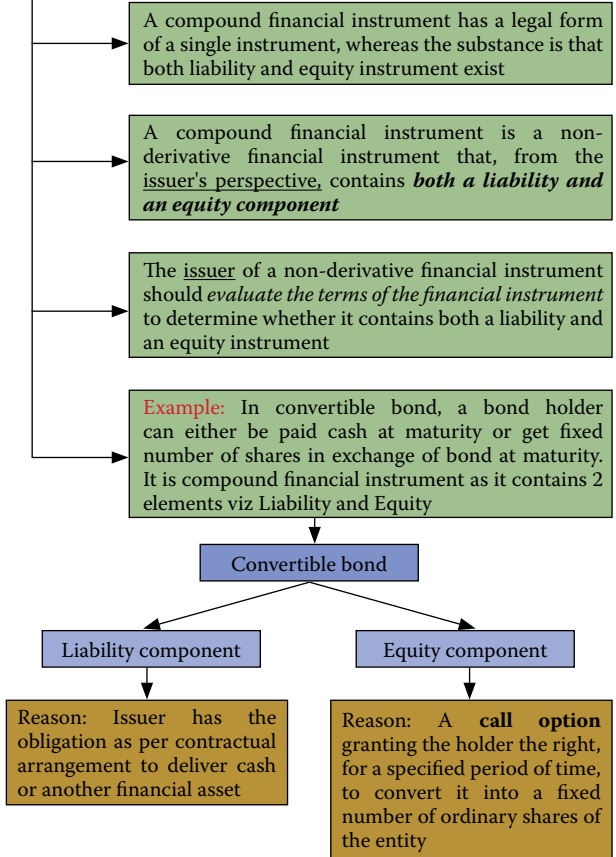 A compound financial instrument has a legal form
of a single instrument, whereas the substance is that
both liability and equity instrument exist
A compound financial instrument is a non-
derivative financial instrument that, from the
issuer's perspective, contains both a liability and
an equity component
The issuer of a non-derivative financial instrument
should evaluate the terms of the financial instrument
to determine whether it contains both a liability and
an equity instrument
Example: In convertible bond, a bond holder
can either be paid cash at maturity or get fixed
number of shares in exchange of bond at maturity.
It is compound financial instrument as it contains 2
elements viz Liability and Equity
Convertible bond
Liability component
Equity component
Reason: Issuer has the
obligation as per contractual
arrangement to deliver cash
or another financial asset
Reason: A call option
granting the holder the right,
for a specified period of time,
to convert it into a fixed
number of ordinary shares of
the entity